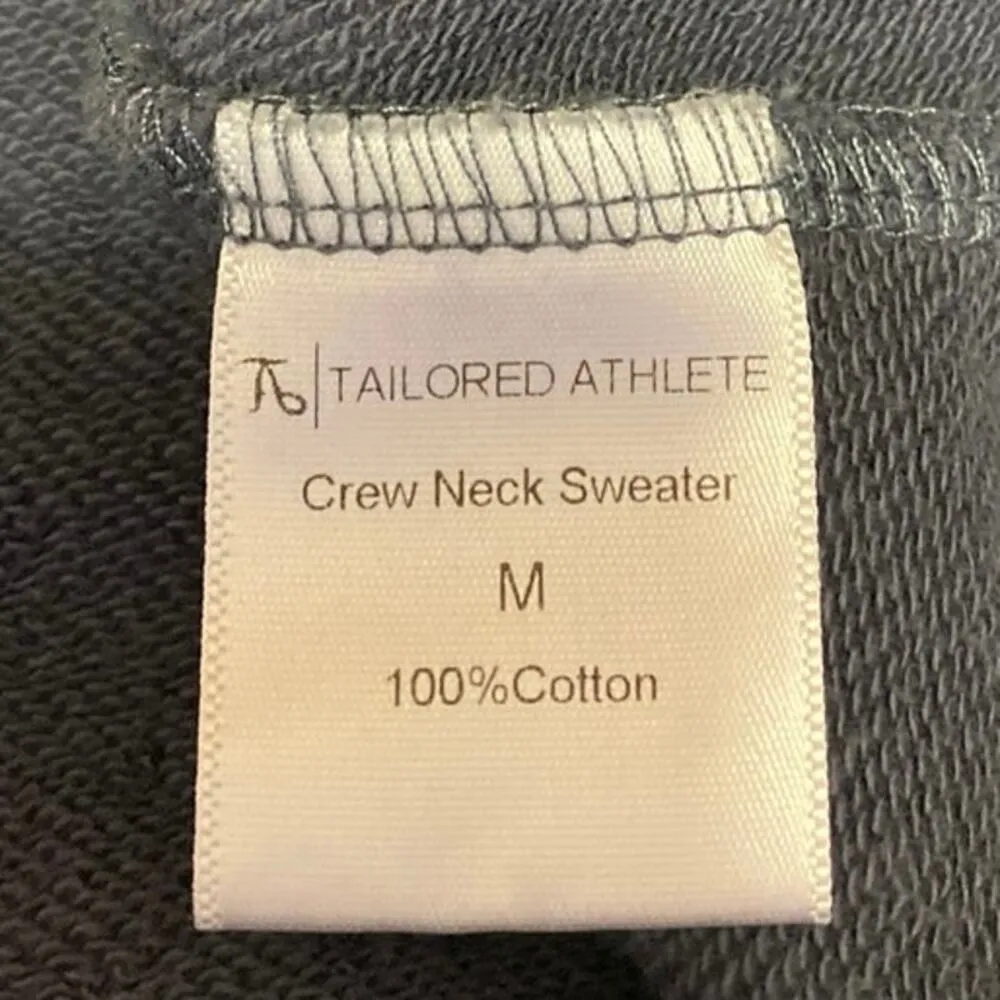 TAILORED ATHLETE
Crew Neck Sweater
M
100%Cotton